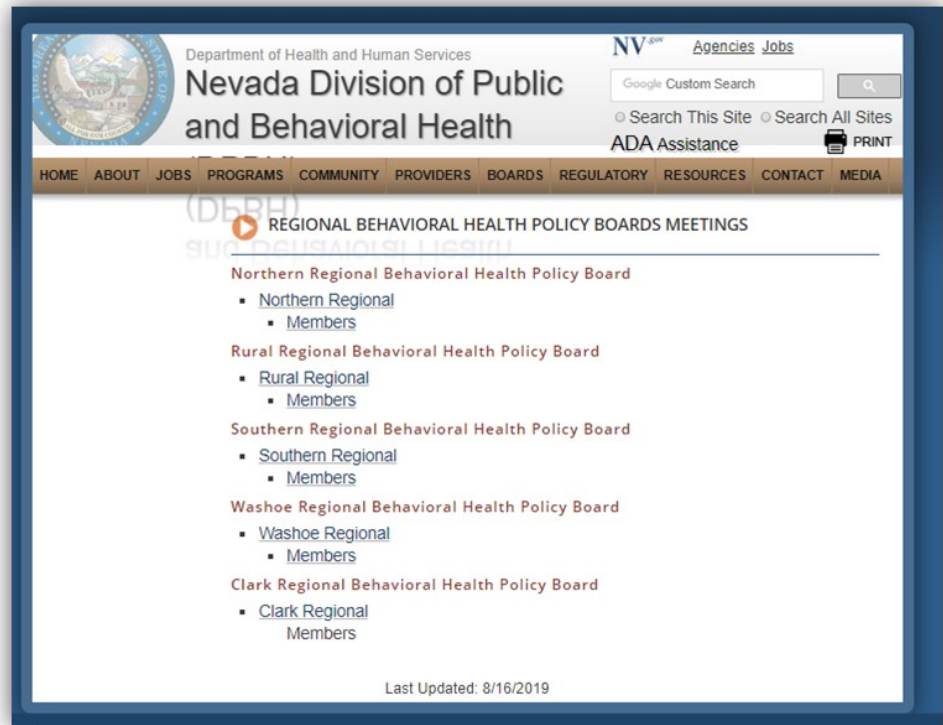 Department of Health and Human Services
Nevada Division of Public
and Behavioral Health
(DPBH)
NV.gov Agencies Jobs
Google Custom Search
Search This Site Search All Sites
ADA Assistance PRINT
HOME ABOUT JOBS PROGRAMS COMMUNITY PROVIDERS BOARDS REGULATORY RESOURCES CONTACT MEDIA
REGIONAL BEHAVIORAL HEALTH POLICY BOARDS MEETINGS
Northern Regional Behavioral Health Policy Board
▪ Northern Regional
▪ Members
Rural Regional Behavioral Health Policy Board
▪ Rural Regional
▪ Members
Southern Regional Behavioral Health Policy Board
▪ Southern Regional
▪ Members
Washoe Regional Behavioral Health Policy Board
▪ Washoe Regional
▪ Members
Clark Regional Behavioral Health Policy Board
▪ Clark Regional
Members
Last Updated: 8/16/2019